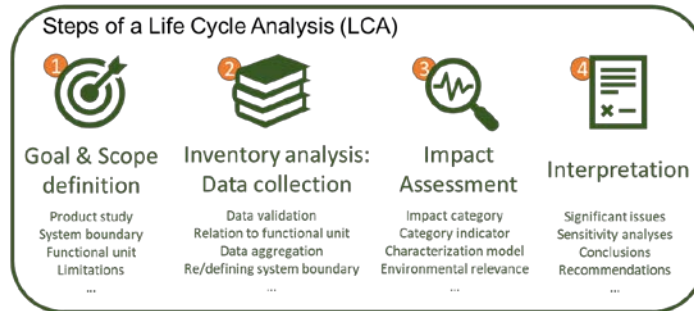 Steps of a Life Cycle Analysis (LCA)
1
Goal & Scope
definition
Product study
System boundary
Functional unit
Limitations
...
2
Inventory analysis:
Data collection
Data validation
Relation to functional unit
Data aggregation
Re/defining system boundary
...
3
Impact
Assessment
Impact category
Category indicator
Characterization model
Environmental relevance
...
4
Interpretation
Significant issues
Sensitivity analyses
Conclusions
Recommendations
...